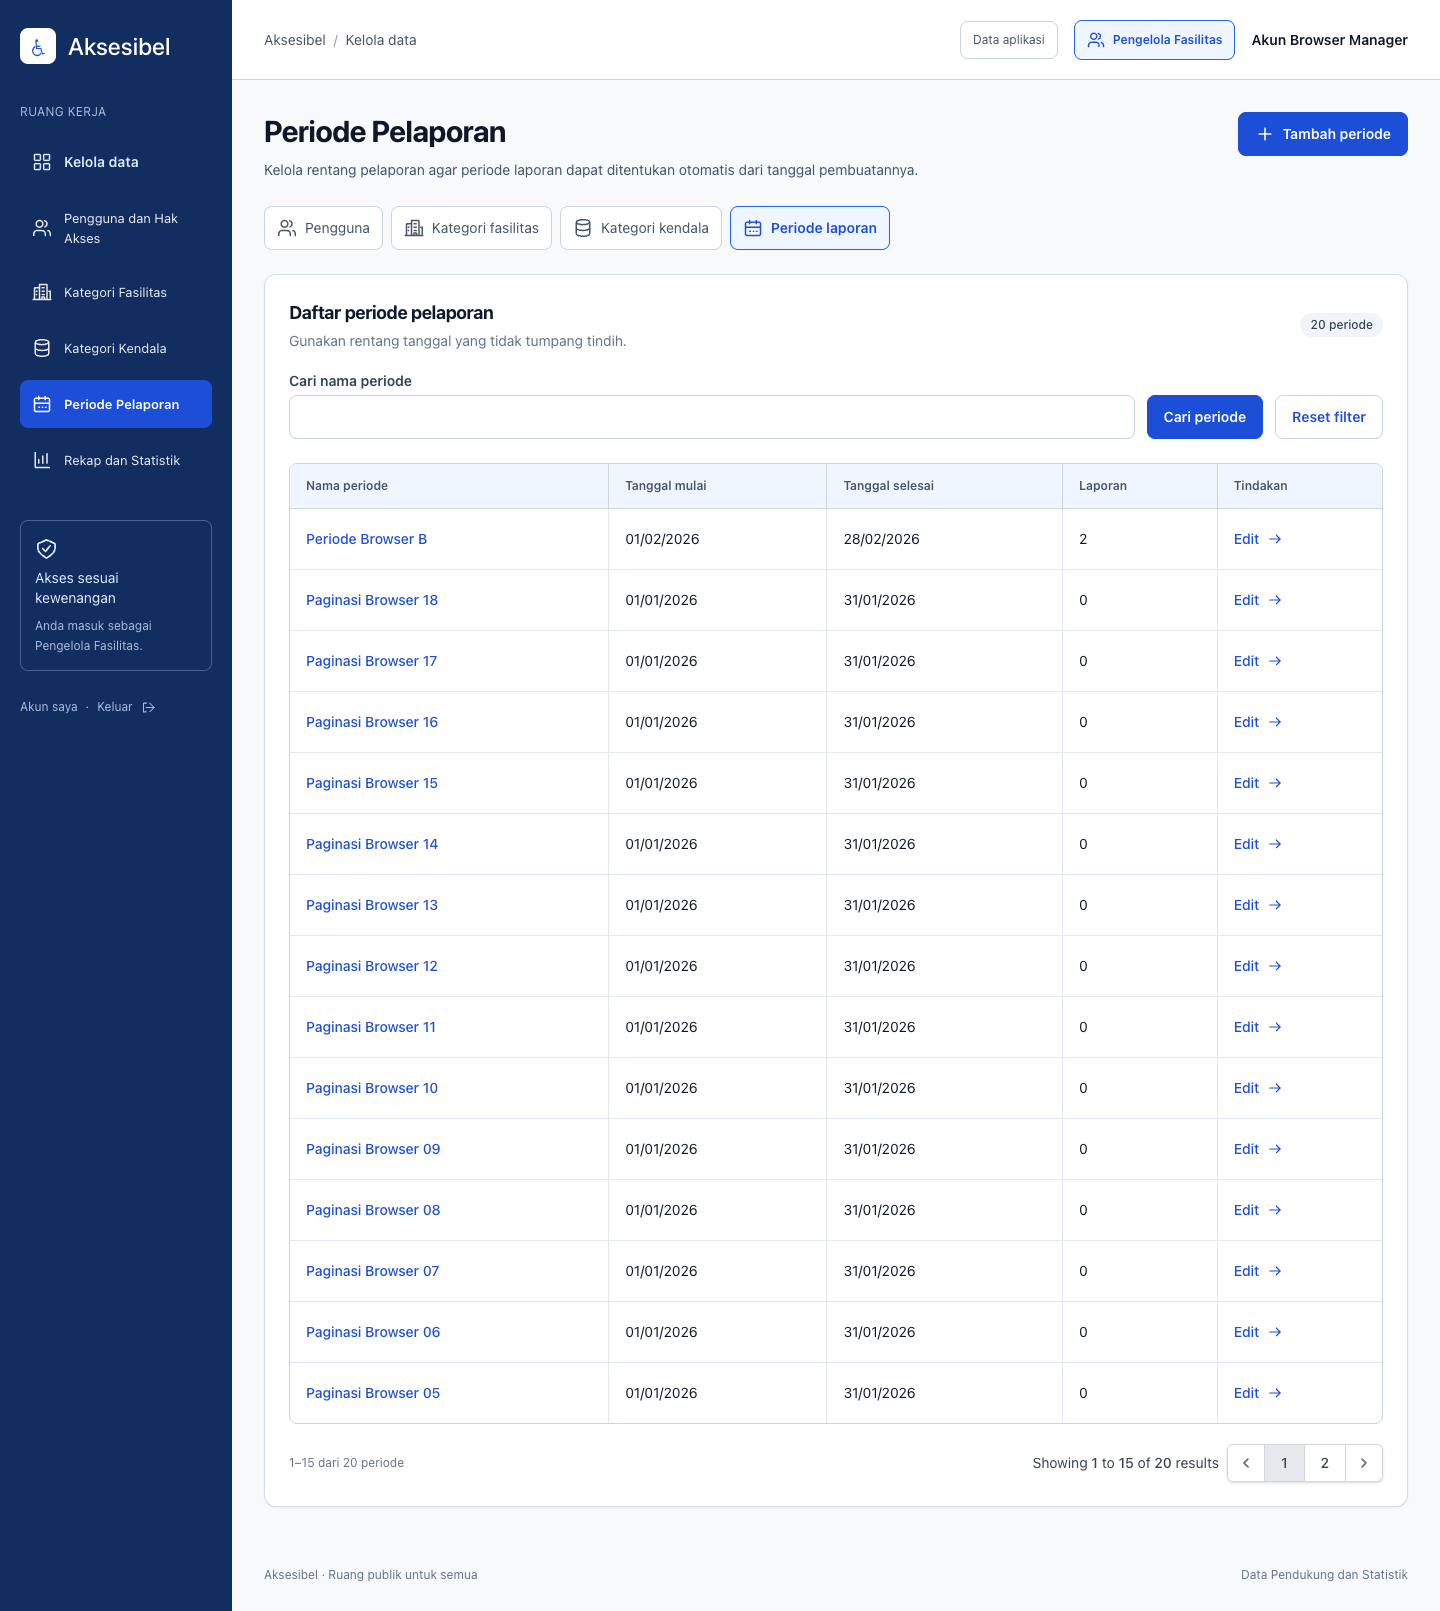 Aksesibel
RUANG KERJA
Kelola data
Pengguna dan Hak
Akses
Kategori Fasilitas
Kategori Kendala
Periode Pelaporan
Rekap dan Statistik
Akses sesuai
kewenangan
Anda masuk sebagai
Pengelola Fasilitas.
Akun saya · Keluar
Aksesibel / Kelola data
Data aplikasi
Pengelola Fasilitas
Akun Browser Manager
Periode Pelaporan
Kelola rentang pelaporan agar periode laporan dapat ditentukan otomatis dari tanggal pembuatannya.
Tambah periode
Pengguna
Kategori fasilitas
Kategori kendala
Periode laporan
Daftar periode pelaporan
Gunakan rentang tanggal yang tidak tumpang tindih.
20 periode
Cari nama periode
Cari periode
Reset filter
Nama periode Tanggal mulai Tanggal selesai Laporan Tindakan
Periode Browser B 01/02/2026 28/02/2026 2 Edit
Paginasi Browser 18 01/01/2026 31/01/2026 0 Edit
Paginasi Browser 17 01/01/2026 31/01/2026 0 Edit
Paginasi Browser 16 01/01/2026 31/01/2026 0 Edit
Paginasi Browser 15 01/01/2026 31/01/2026 0 Edit
Paginasi Browser 14 01/01/2026 31/01/2026 0 Edit
Paginasi Browser 13 01/01/2026 31/01/2026 0 Edit
Paginasi Browser 12 01/01/2026 31/01/2026 0 Edit
Paginasi Browser 11 01/01/2026 31/01/2026 0 Edit
Paginasi Browser 10 01/01/2026 31/01/2026 0 Edit
Paginasi Browser 09 01/01/2026 31/01/2026 0 Edit
Paginasi Browser 08 01/01/2026 31/01/2026 0 Edit
Paginasi Browser 07 01/01/2026 31/01/2026 0 Edit
Paginasi Browser 06 01/01/2026 31/01/2026 0 Edit
Paginasi Browser 05 01/01/2026 31/01/2026 0 Edit
1–15 dari 20 periode
Showing 1 to 15 of 20 results
1 2
Aksesibel · Ruang publik untuk semua
Data Pendukung dan Statistik